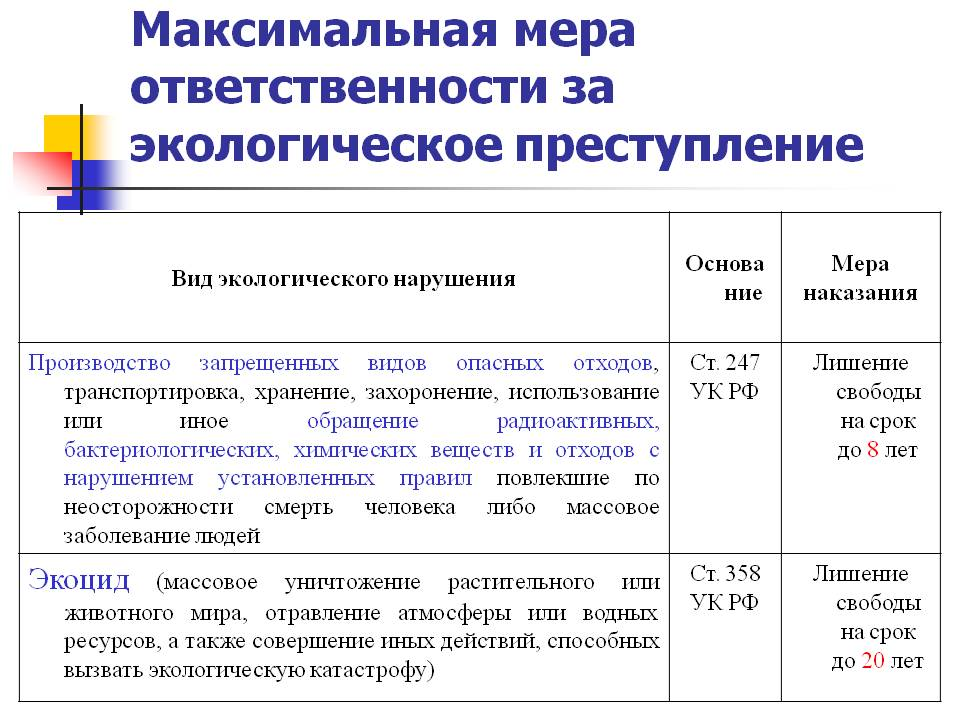 Максимальная мера
ответственности за
экологическое преступление
Вид экологического нарушения
Основа
ние
Мера
наказания
Производство запрещенных видов опасных отходов,
транспортировка, хранение, захоронение, использование
или иное обращение радиоактивных,
бактериологических, химических веществ и отходов с
нарушением установленных правил повлекшие по
неосторожности смерть человека либо массовое
заболевание людей
Ст. 247
УК РФ
Лишение
свободы
на срок
до 8 лет
Экоцид (массовое уничтожение растительного или
животного мира, отравление атмосферы или водных
ресурсов, а также совершение иных действий, способных
вызвать экологическую катастрофу)
Ст. 358
УК РФ
Лишение
свободы
на срок
до 20 лет